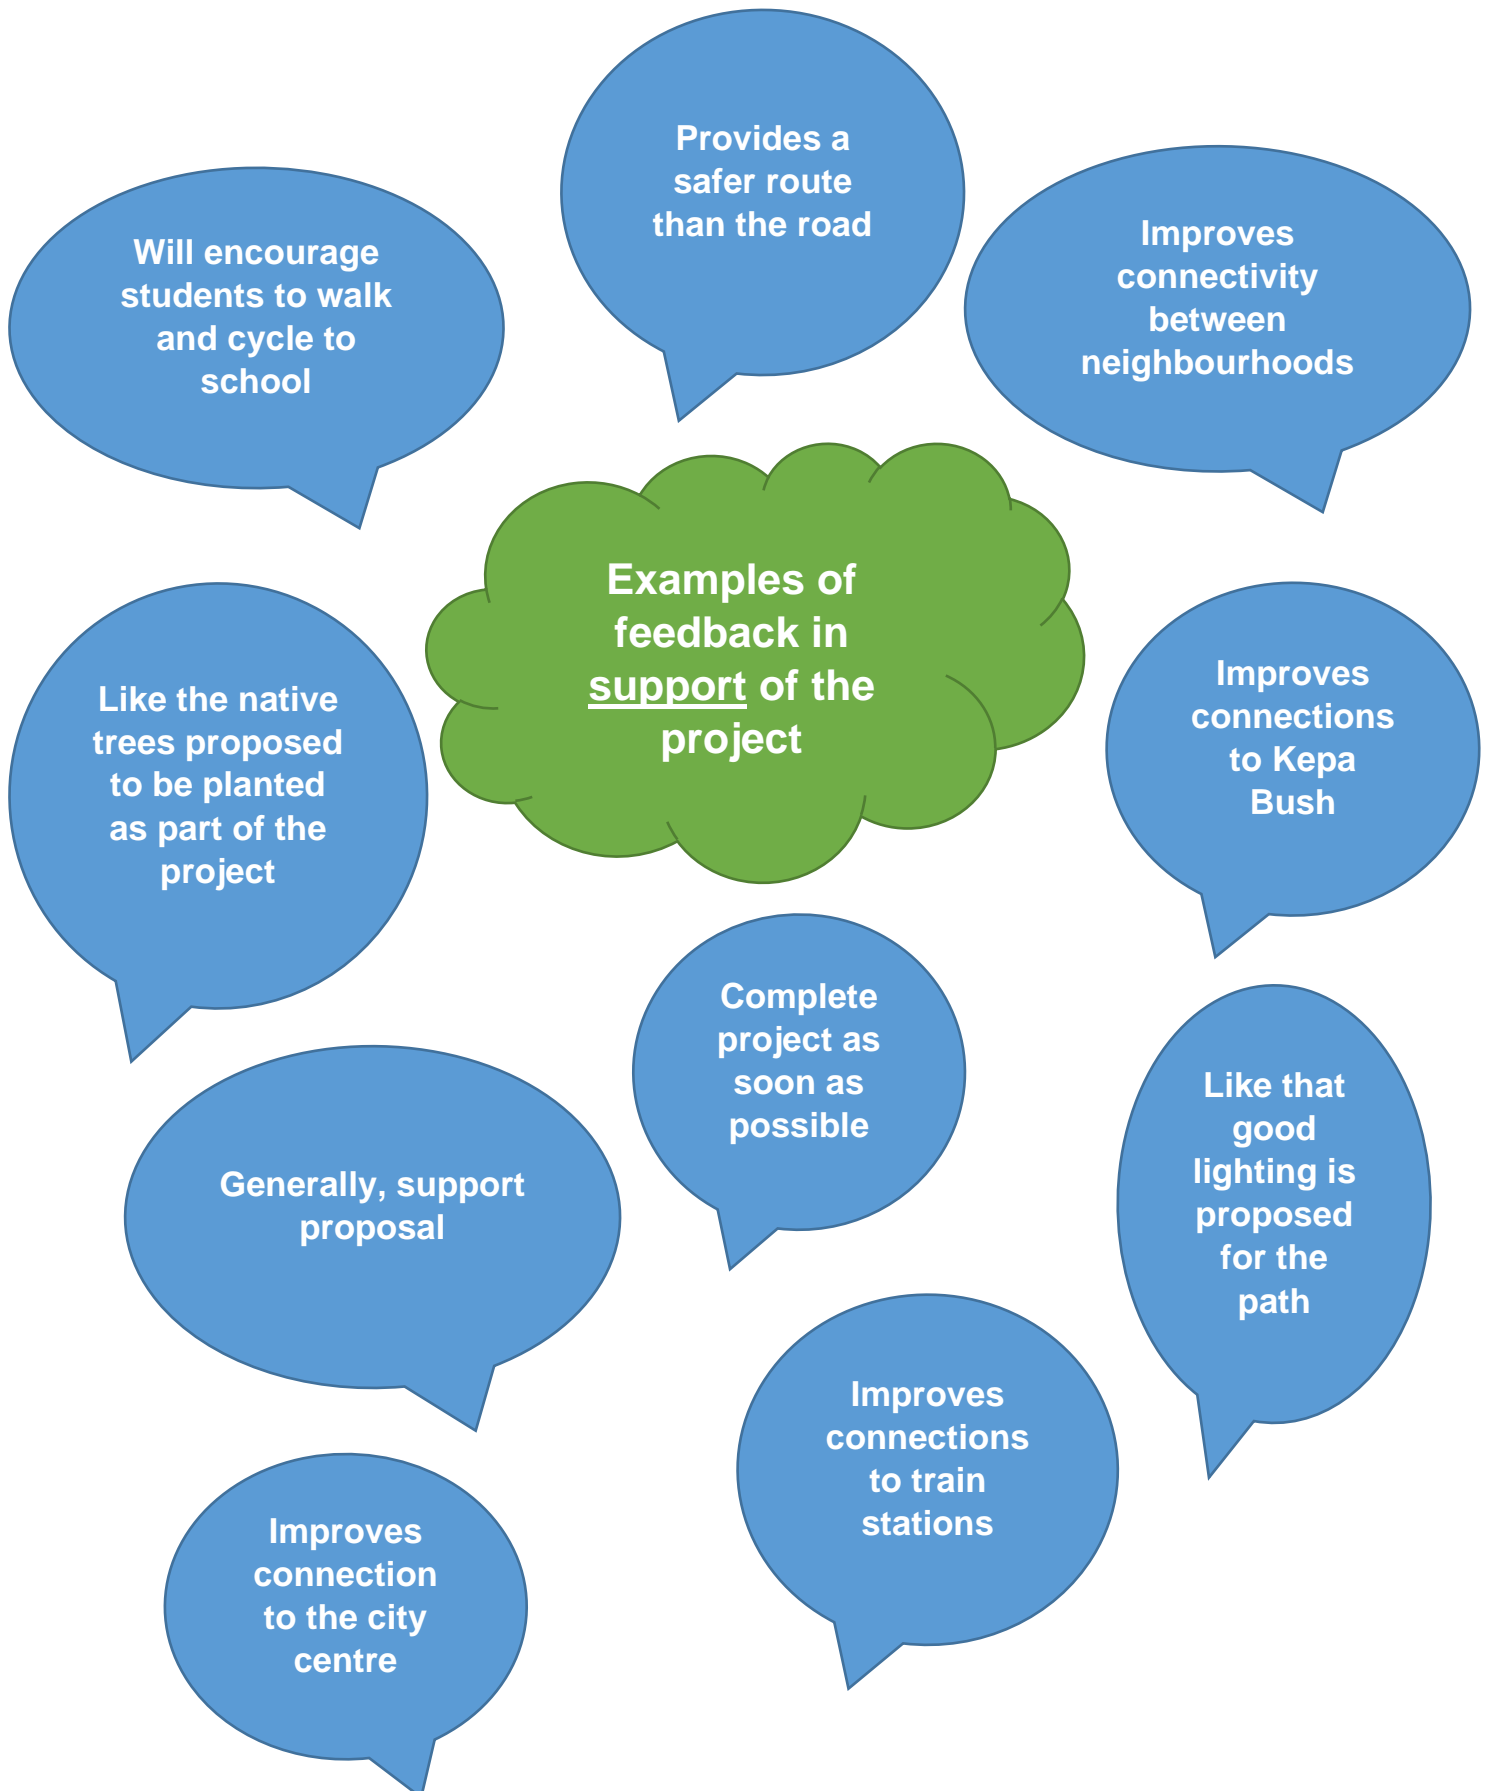 Provides a
safer route
than the road
Will encourage
students to walk
and cycle to
school
Improves
connectivity
between
neighbourhoods
Examples of
feedback in
support of the
project
Like the native
trees proposed
to be planted
as part of the
project
Improves
connections
to Kepa
Bush
Complete
project as
soon as
possible
Like that
good
lighting is
proposed
for the
path
Generally, support
proposal
Improves
connections
to train
stations
Improves
connection
to the city
centre